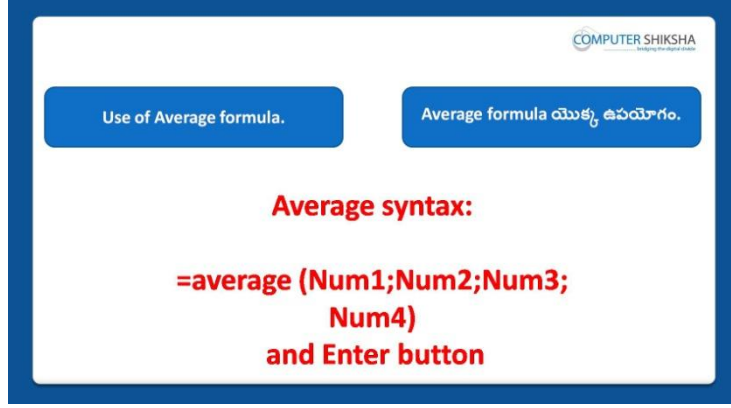 COMPUTER SHIKSHA
bridging the digital divide
Use of Average formula.
Average formula యొక్క ఉపయోగం.
Average syntax:
=average (Num1;Num2;Num3;
Num4)
and Enter button